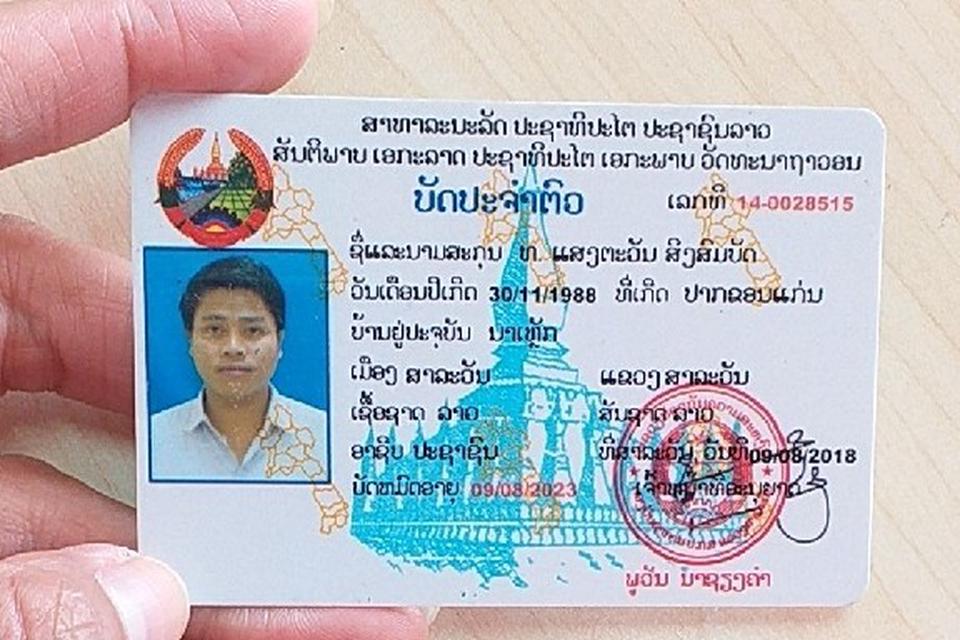 ສາທາລະນະລັດ ປະຊາທິປະໄຕ ປະຊາຊົນລາວ
ສັນຕິພາບ ເອກະລາດ ປະຊາທິປະໄຕ ເອກະພາບ ວັດທະນາຖາວອນ
ບັດປະຈຳຕົວ ເລກທີ 14-0028515
ຊື່ແລະນາມສະກຸນ ທ. ແສງຕະວັນ ສິງສົມບັດ
ວັນເດືອນປີເກີດ 30/11/1988 ທີ່ເກີດ ປາກຂອນແກ່ນ
ບ້ານຢູ່ປະຈຸບັນ ນາເຫຼັກ
ເມືອງ ສາລະວັນ ແຂວງ ສາລະວັນ
ເຊື້ອຊາດ ລາວ ສັນຊາດ ລາວ
ອາຊີບ ປະຊາຊົນ ທີ່ສາລະວັນ, ວັນທີ 09/08/2018
ບັດຫມົດອາຍຸ 09/08/2023 ເຈົ້າຫນ້າທີ່ອະນຸຍາດ
ພູວັນ ນ້ຳຊຽງຄຳ